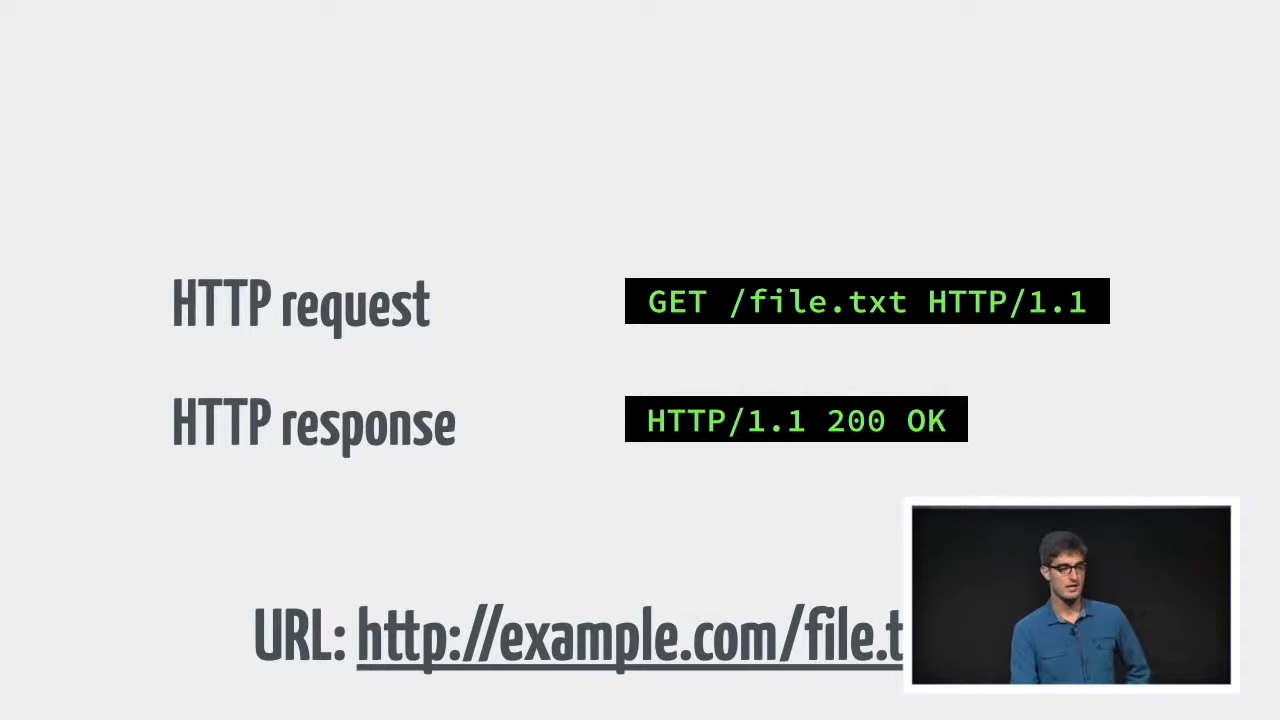 HTTP request
GET /file.txt HTTP/1.1
HTTP response
HTTP/1.1 200 OK
URL: http://example.com/file.t